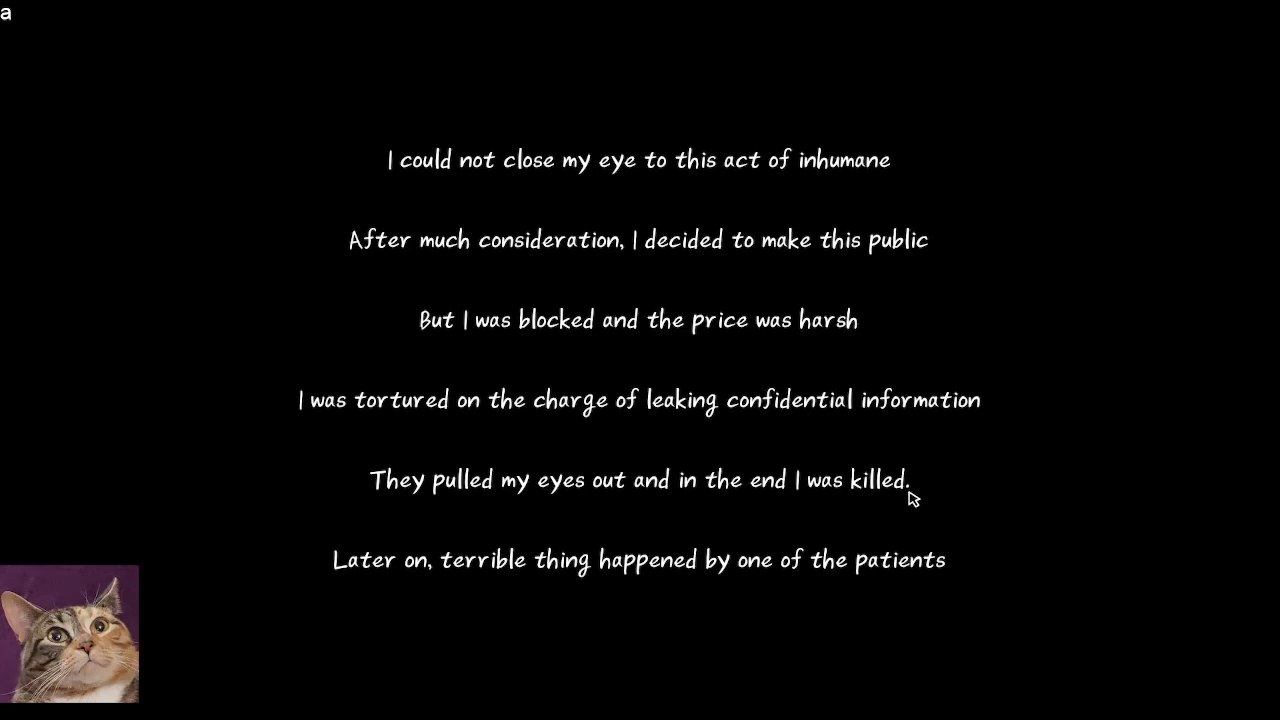 a
I could not close my eye to this act of inhumane
After much consideration, I decided to make this public
But I was blocked and the price was harsh
I was tortured on the charge of leaking confidential information
They pulled my eyes out and in the end I was killed.
Later on, terrible thing happened by one of the patients